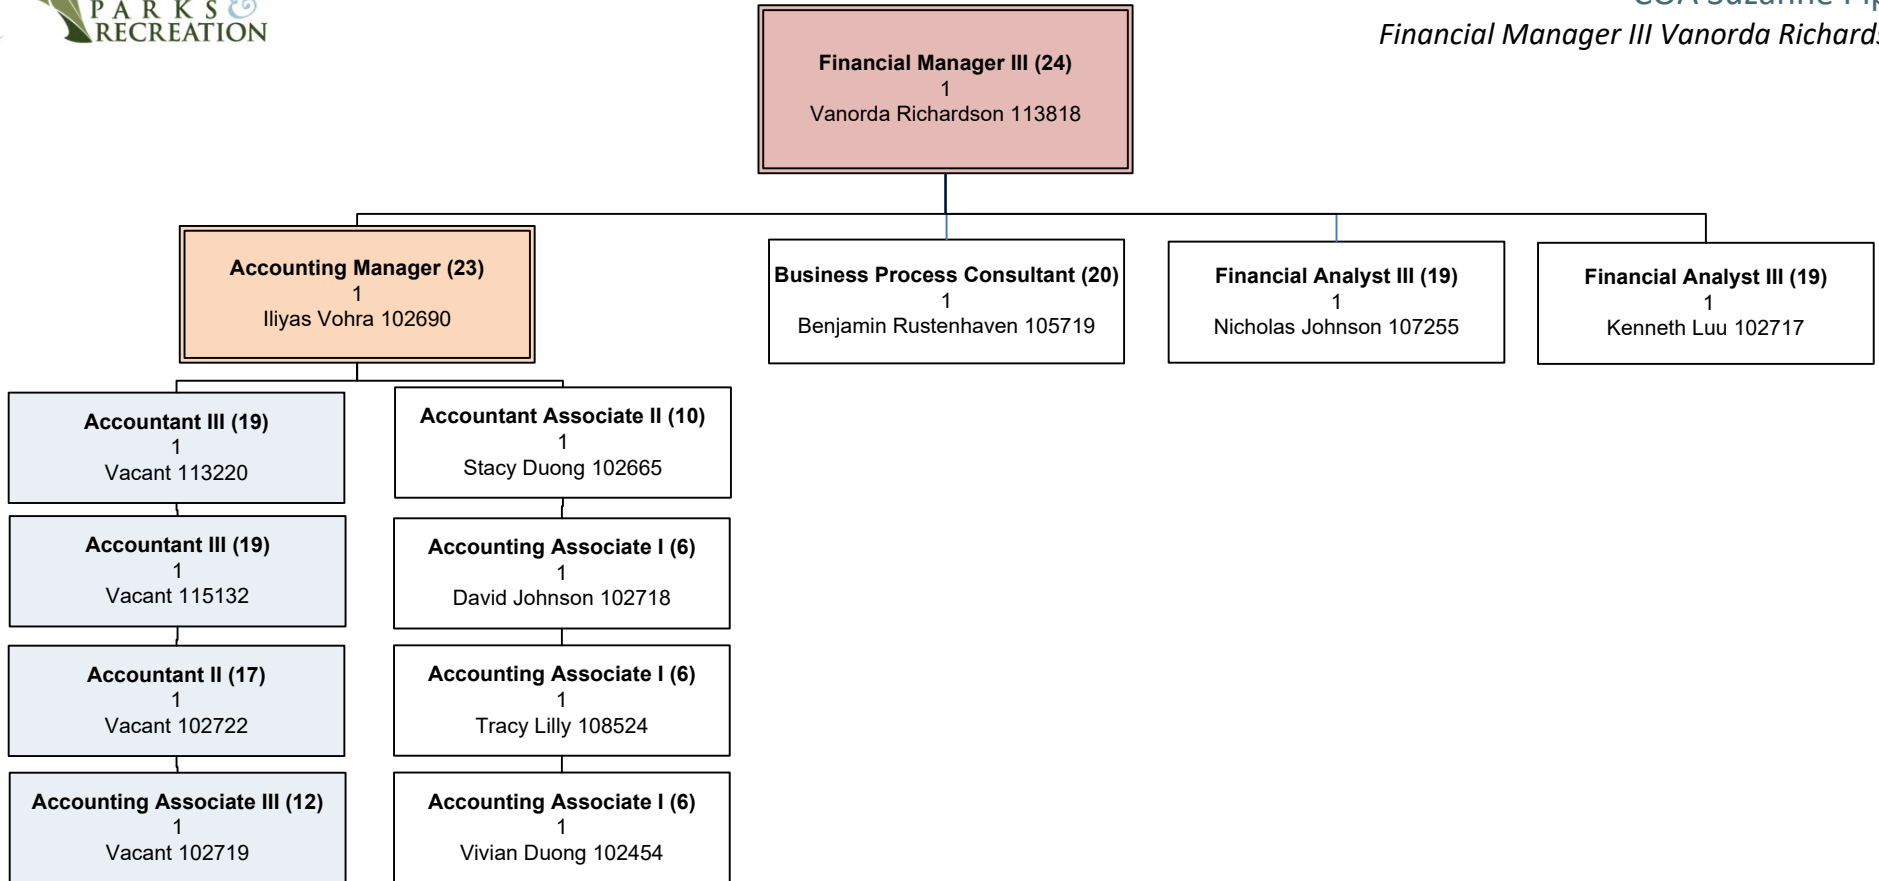 PARKS &
RECREATION
Financial Manager III Vanorda
Financial Manager III (24)
1
Vanorda Richardson 113818
Accounting Manager (23)
1
Iliyas Vohra 102690
Business Process Consultant (20)
1
Benjamin Rustenhaven 105719
Financial Analyst III (19)
1
Nicholas Johnson 107255
Financial Analyst III (19)
1
Kenneth Luu 102717
Accountant III (19)
1
Vacant 113220
Accountant III (19)
1
Vacant 115132
Accountant II (17)
1
Vacant 102722
Accounting Associate III (12)
1
Vacant 102719
Accountant Associate II (10)
1
Stacy Duong 102665
Accounting Associate I (6)
1
David Johnson 102718
Accounting Associate I (6)
1
Tracy Lilly 108524
Accounting Associate I (6)
1
Vivian Duong 102454